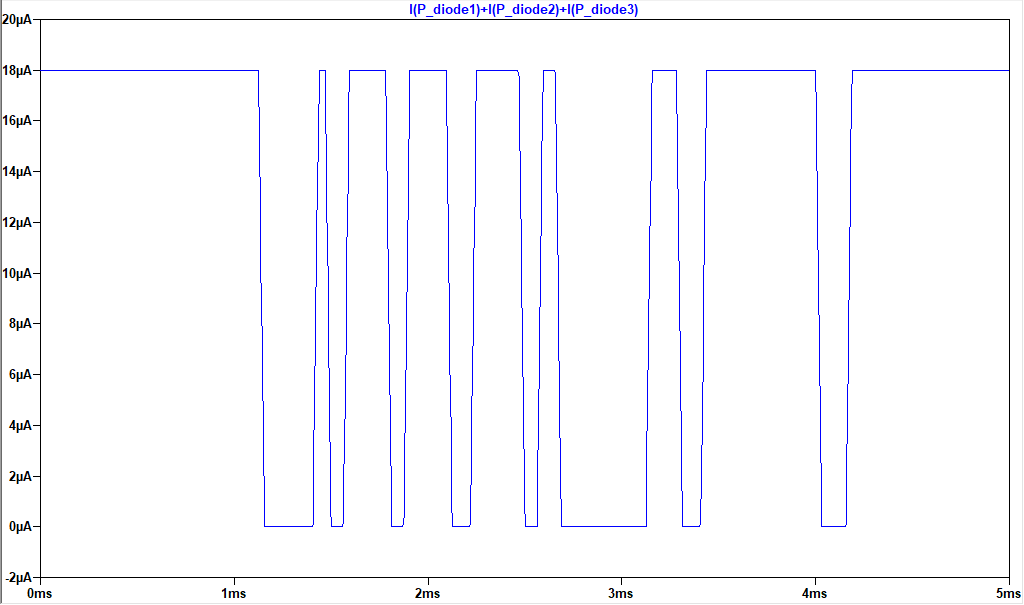 I(P_diode1)+I(P_diode2)+I(P_diode3)
20µA
18µA
16µA
14µA
12µA
10µA
8µA
6µA
4µA
2µA
0µA
-2µA
0ms 1ms 2ms 3ms 4ms 5ms